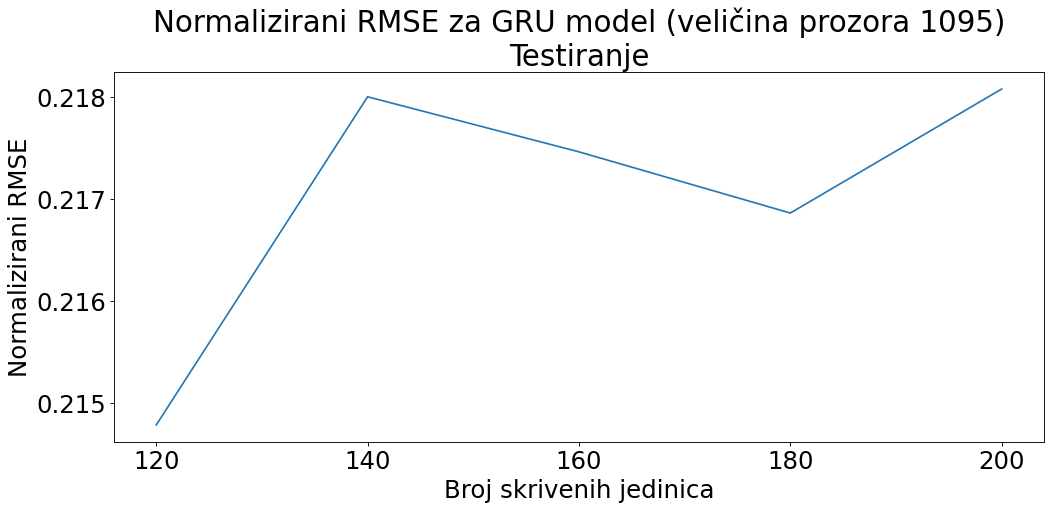 Normalizirani RMSE za GRU model (veličina prozora 1095)
Testiranje
Normalizirani RMSE
0.218
0.217
0.216
0.215
120 140 160 180 200
Broj skrivenih jedinica